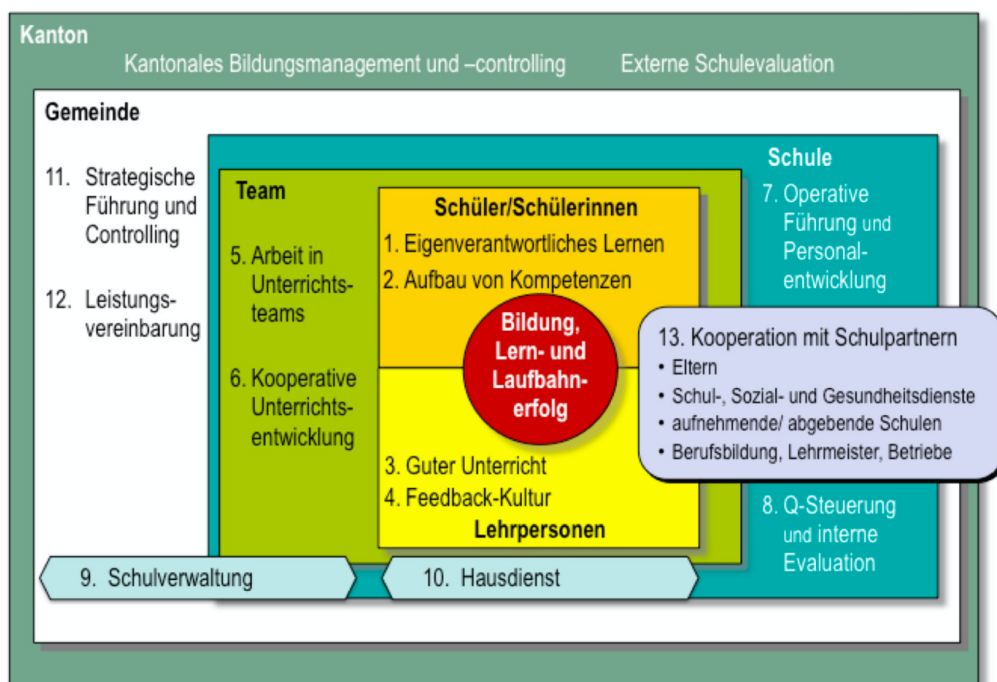 Kanton
Kantonales Bildungsmanagement und –controlling
Externe Schulevaluation
Gemeinde
11. Strategische
Führung und
Controlling
12. Leistungs-
vereinbarung
Team
5. Arbeit in
Unterrichts-
teams
6. Kooperative
Unterrichts-
entwicklung
Schüler/Schülerinnen
1. Eigenverantwortliches Lernen
2. Aufbau von Kompetenzen
Bildung,
Lern- und
Laufbahn-
erfolg
3. Guter Unterricht
4. Feedback-Kultur
Lehrpersonen
Schule
7. Operative
Führung und
Personal-
entwicklung
13. Kooperation mit Schulpartnern
• Eltern
• Schul-, Sozial- und Gesundheitsdienste
• aufnehmende/ abgebende Schulen
• Berufsbildung, Lehrmeister, Betriebe
8. Q-Steuerung
und interne
Evaluation
9. Schulverwaltung
10. Hausdienst